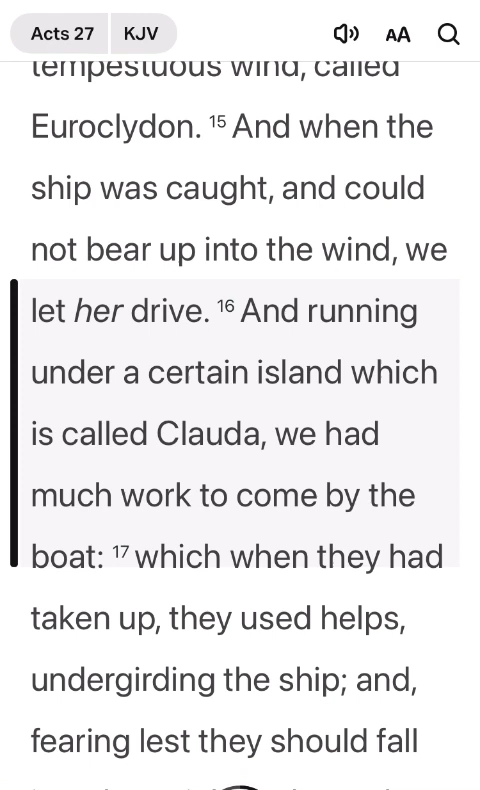 Acts 27 KJV AA
tempestuous wind, called
Euroclydon. 15 And when the
ship was caught, and could
not bear up into the wind, we
let her drive. 16 And running
under a certain island which
is called Clauda, we had
much work to come by the
boat: 17 which when they had
taken up, they used helps,
undergirding the ship; and,
fearing lest they should fall